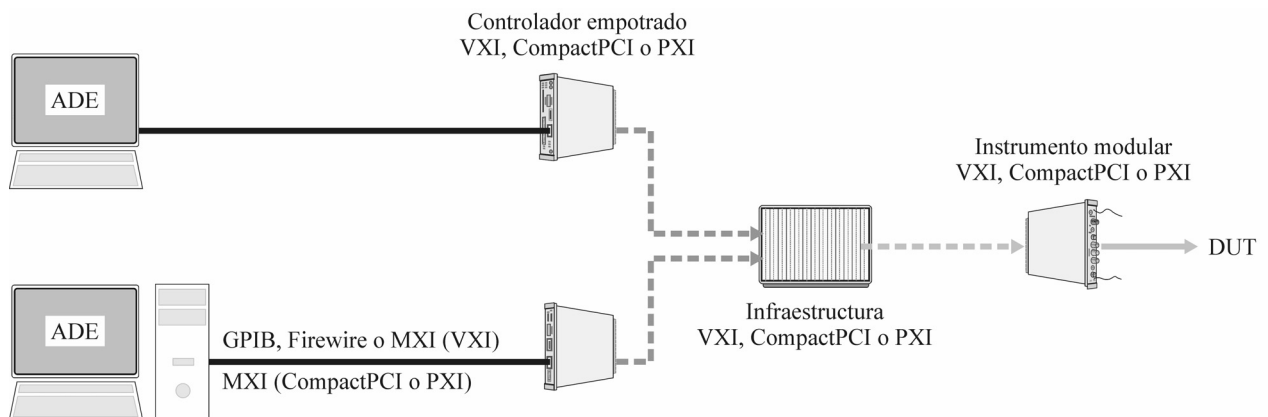 Controlador empotrado
VXI, CompactPCI o PXI
ADE
Instrumento modular
VXI, CompactPCI o PXI
DUT
Infraestructura
VXI, CompactPCI o PXI
ADE
GPIB, Firewire o MXI (VXI)
MXI (CompactPCI o PXI)